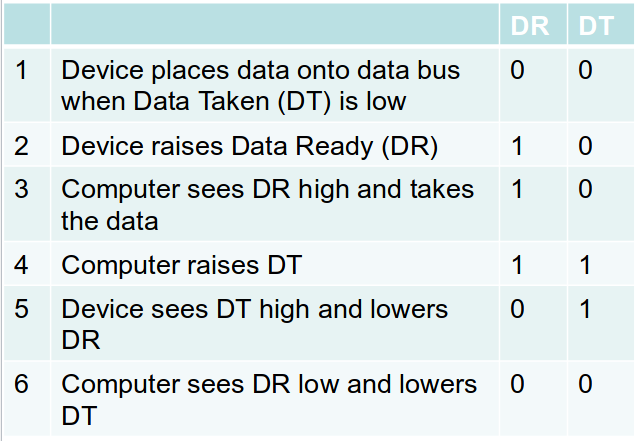 DR DT
1 Device places data onto data bus 0 0
when Data Taken (DT) is low
2 Device raises Data Ready (DR) 1 0
3 Computer sees DR high and takes 1 0
the data
4 Computer raises DT 1 1
5 Device sees DT high and lowers 0 1
DR
6 Computer sees DR low and lowers 0 0
DT